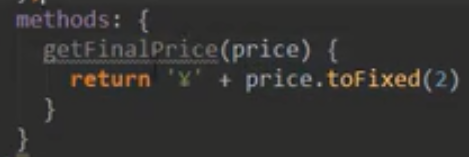 methods: {
getFinalPrice(price) {
return '¥' + price.toFixed(2)
}
}